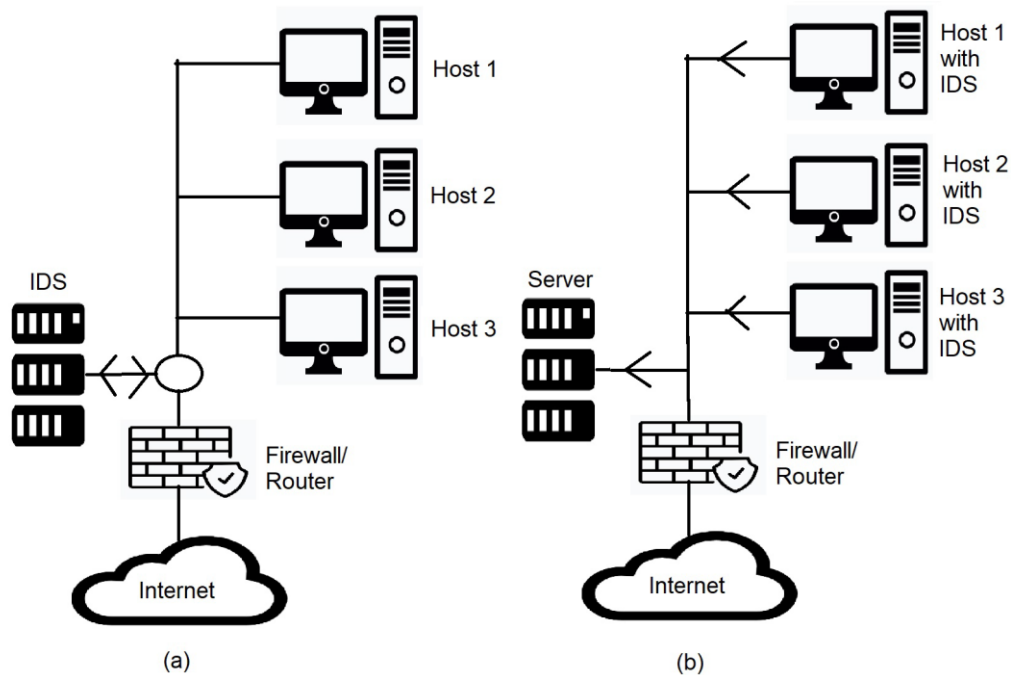 Host 1
Host 2
IDS
Host 3
Firewall/
Router
Internet
(a)
Host 1
with
IDS
Host 2
with
IDS
Server
Host 3
with
IDS
Firewall/
Router
Internet
(b)